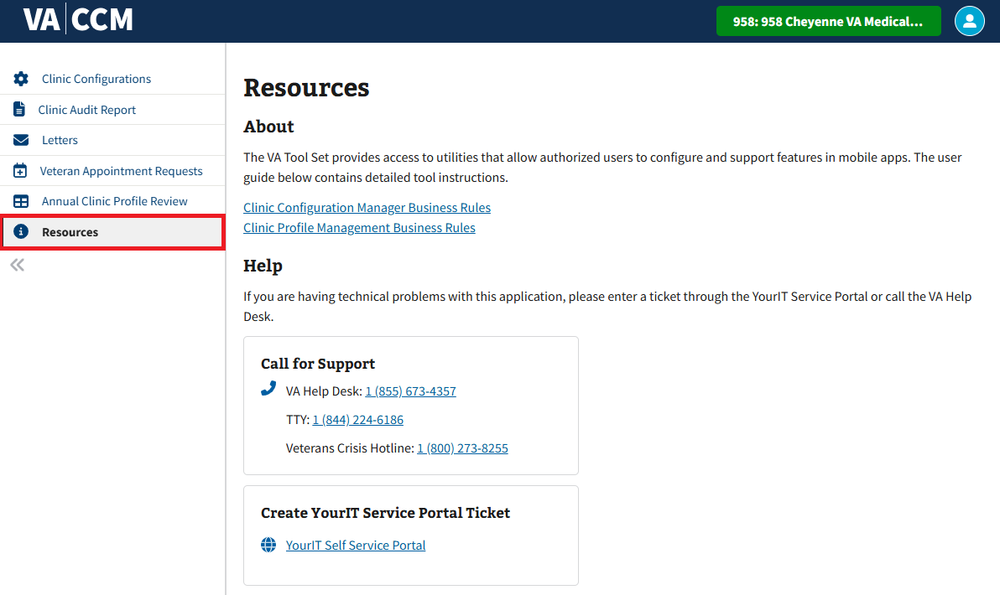 VA | CCM
958: 958 Cheyenne VA Medical...
Clinic Configurations
Clinic Audit Report
Letters
Veteran Appointment Requests
Annual Clinic Profile Review
Resources
Resources
About
The VA Tool Set provides access to utilities that allow authorized users to configure and support features in mobile apps. The user
guide below contains detailed tool instructions.
Clinic Configuration Manager Business Rules
Clinic Profile Management Business Rules
Help
If you are having technical problems with this application, please enter a ticket through the YourIT Service Portal or call the VA Help
Desk.
Call for Support
VA Help Desk: 1 (855) 673-4357
TTY: 1 (844) 224-6186
Veterans Crisis Hotline: 1 (800) 273-8255
Create YourIT Service Portal Ticket
YourIT Self Service Portal